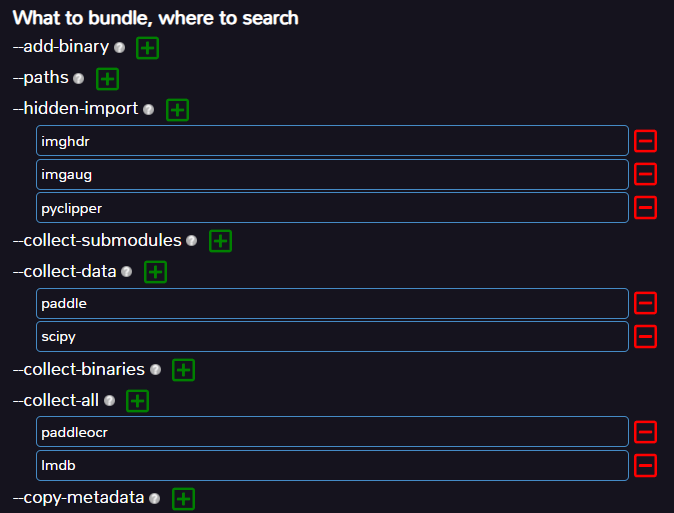 What to bundle, where to search
--add-binary
--paths
--hidden-import
imghdr
imgaug
pyclipper
--collect-submodules
--collect-data
paddle
scipy
--collect-binaries
--collect-all
paddleocr
lmdb
--copy-metadata